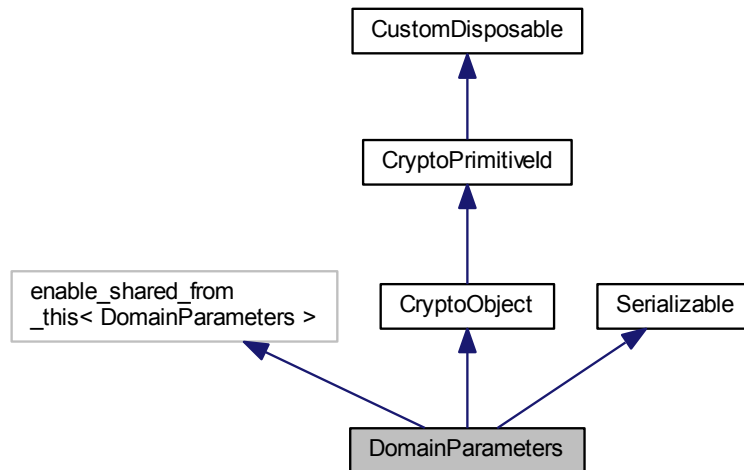 CustomDisposable
CryptoPrimitiveId
enable_shared_from
_this< DomainParameters >
CryptoObject
Serializable
DomainParameters